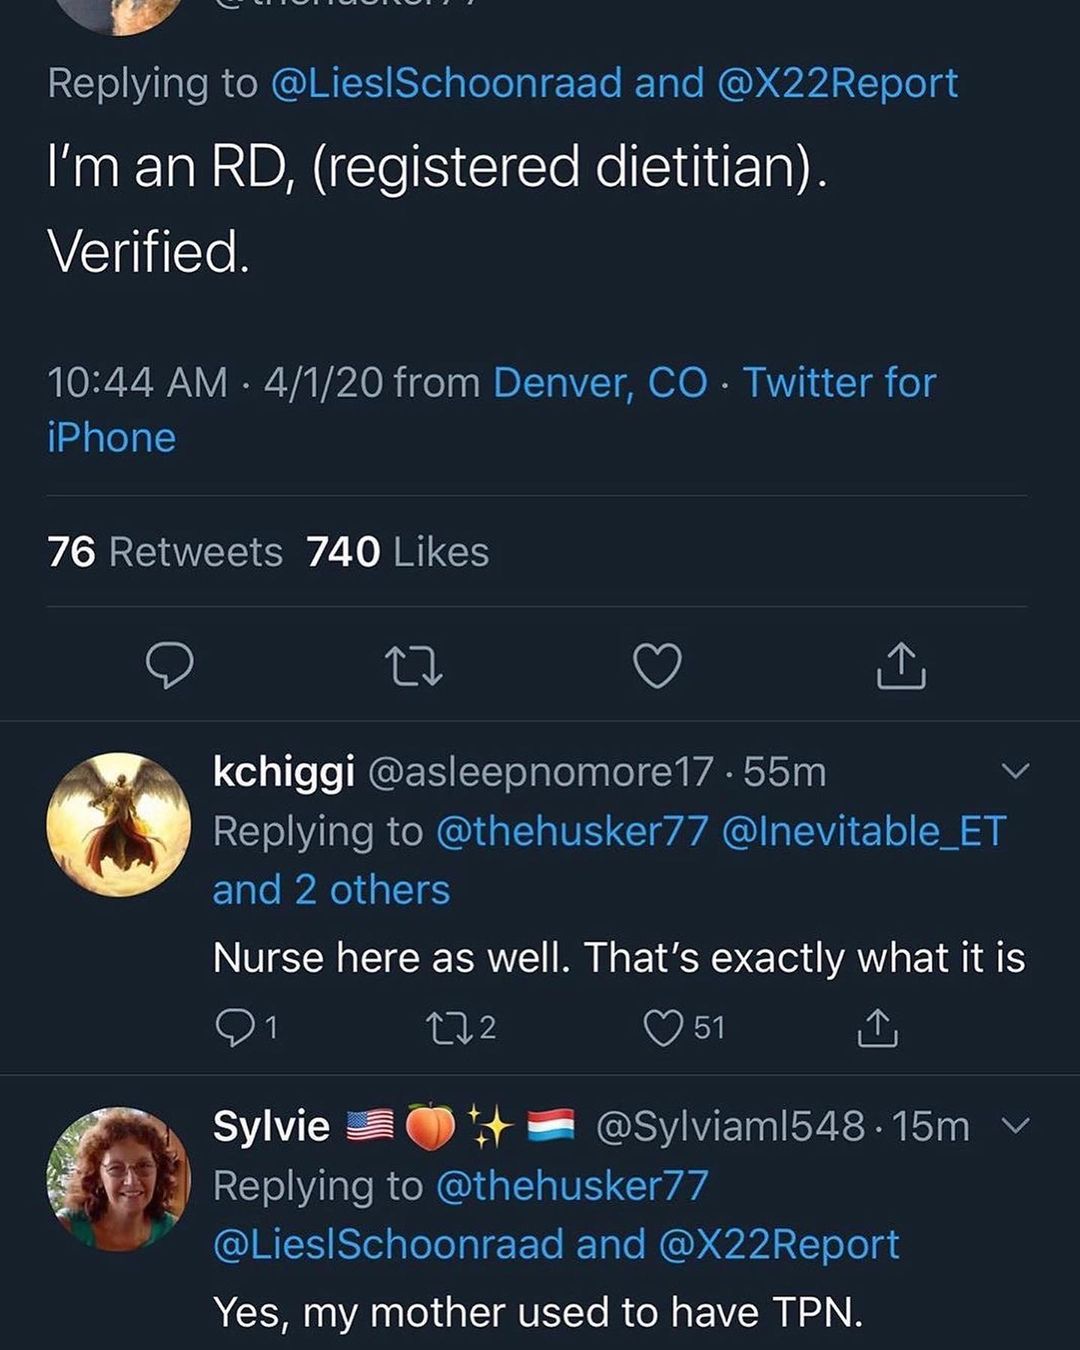 Replying to @LieslSchoonraad and @X22Report
I'm an RD, (registered dietitian).
Verified.
10:44 AM · 4/1/20 from Denver, CO · Twitter for
iPhone
76 Retweets 740 Likes
kchiggi @asleepnomore17 · 55m
Replying to @thehusker77 @Inevitable_ET
and 2 others
Nurse here as well. That's exactly what it is
1 2 51
Sylvie 🇺🇸🍑✨🇱🇺 @Sylviaml548 · 15m
Replying to @thehusker77
@LieslSchoonraad and @X22Report
Yes, my mother used to have TPN.